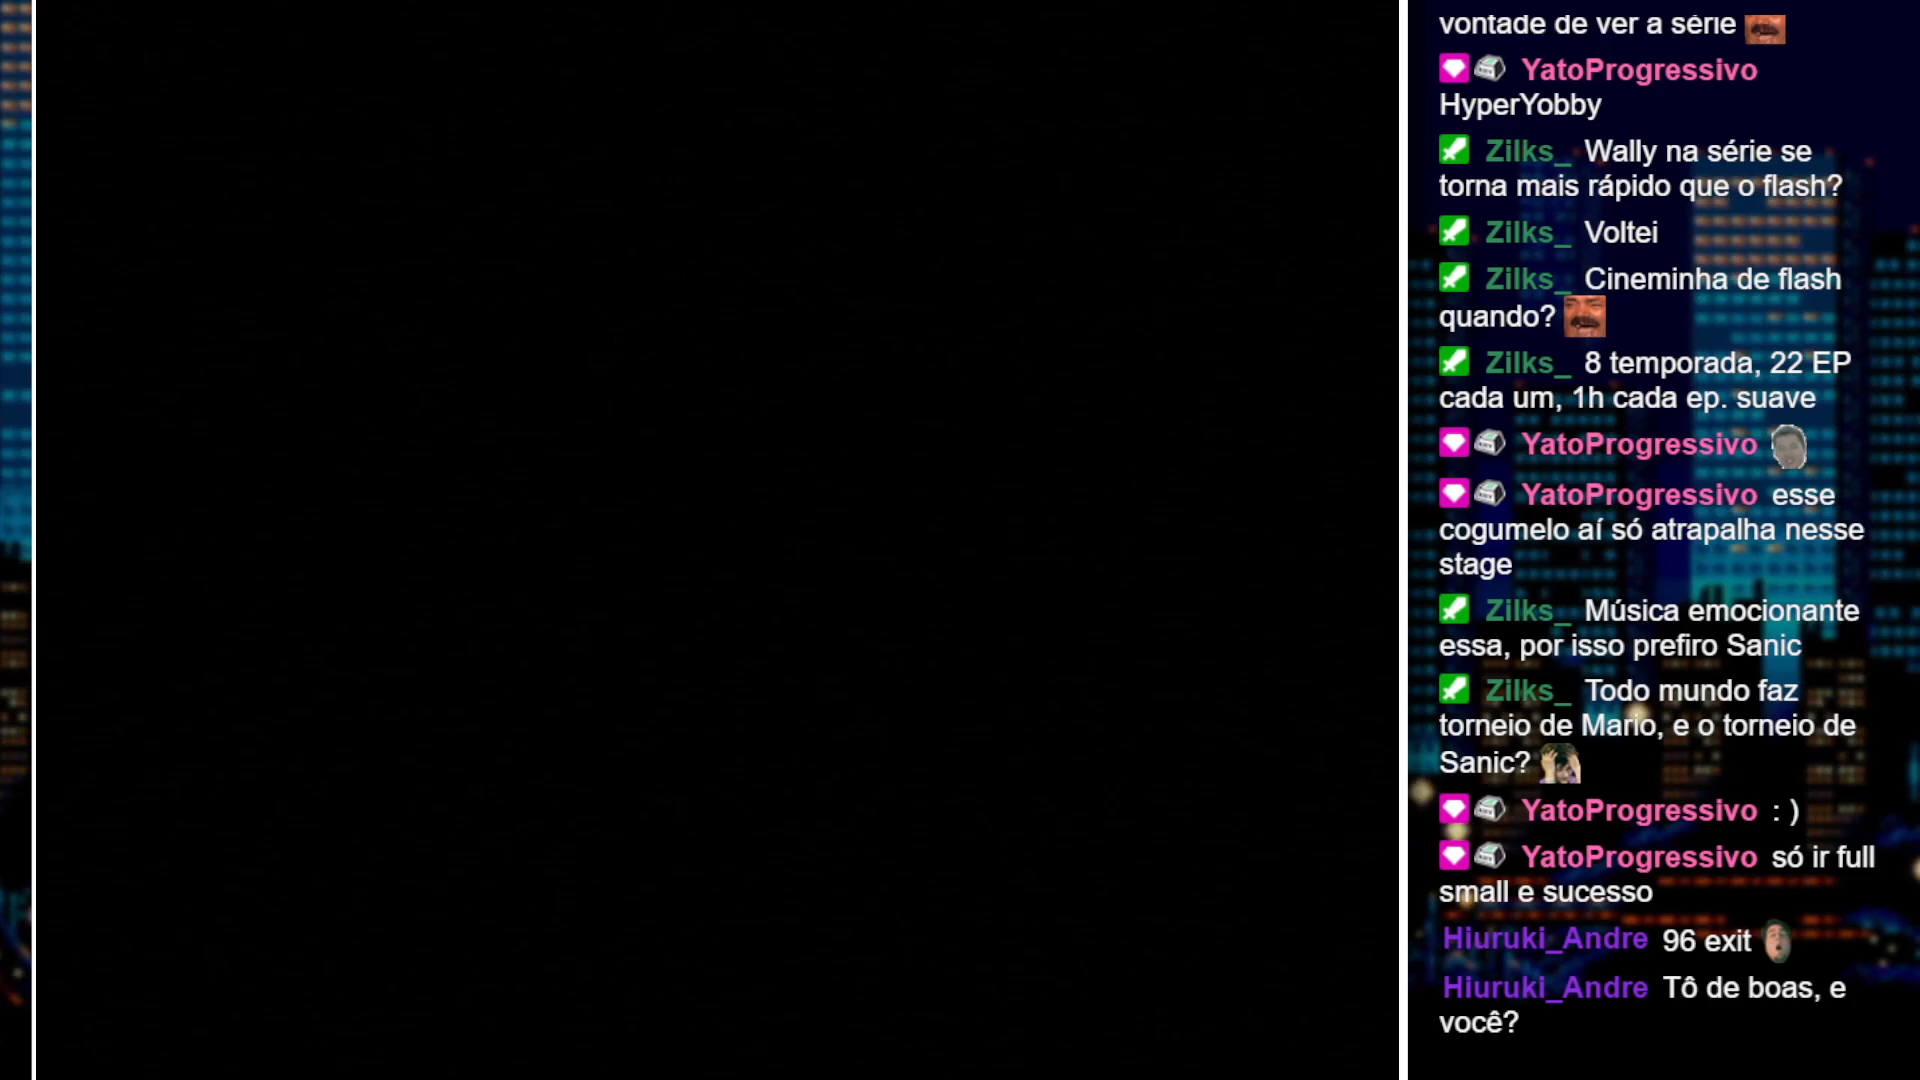 vontade de ver a série
YatoProgressivo
HyperYobby
Zilks_ Wally na série se
torna mais rápido que o flash?
Zilks_ Voltei
Zilks_ Cineminha de flash
quando?
Zilks_ 8 temporada, 22 EP
cada um, 1h cada ep. suave
YatoProgressivo
YatoProgressivo esse
cogumelo aí só atrapalha nesse
stage
Zilks_ Música emocionante
essa, por isso prefiro Sanic
Zilks_ Todo mundo faz
torneio de Mario, e o torneio de
Sanic?
YatoProgressivo : )
YatoProgressivo só ir full
small e sucesso
Hiuruki_Andre 96 exit
Hiuruki_Andre Tô de boas, e
você?